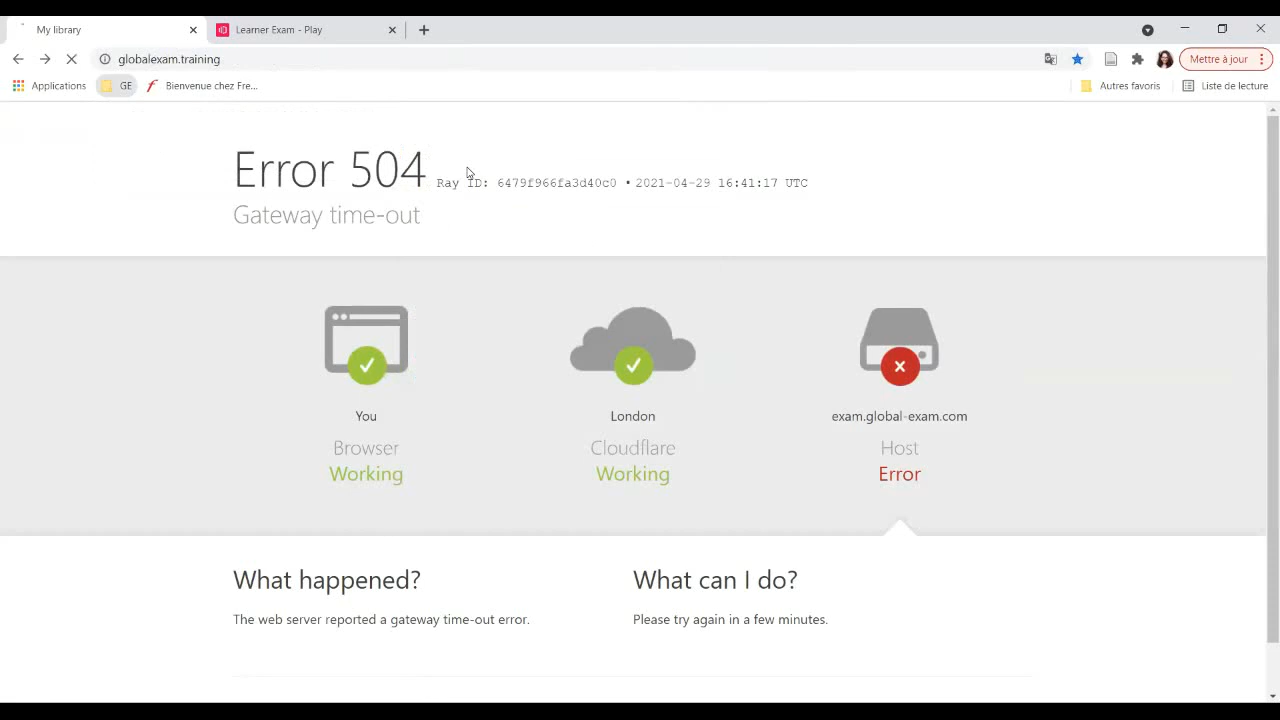 My library
Learner Exam - Play
globalexam.training
Mettre à jour
Applications
GE
Bienvenue chez Fre...
Autres favoris
Liste de lecture
Error 504 Ray ID: 6479f966fa3d40c0 • 2021-04-29 16:41:17 UTC
Gateway time-out
You
London
exam.global-exam.com
Browser
Cloudflare
Host
Working
Working
Error
What happened?
What can I do?
The web server reported a gateway time-out error.
Please try again in a few minutes.